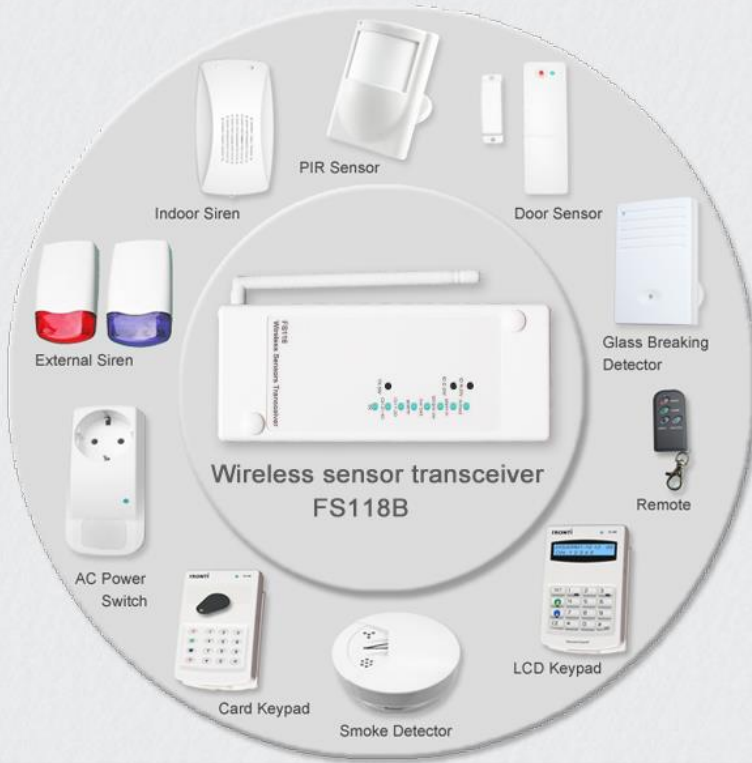 PIR Sensor
Indoor Siren
Door Sensor
External Siren
Glass Breaking
Detector
FS118
Wireless Sensors Transceiver
Wireless sensor transceiver
FS118B
Remote
AC Power
Switch
LCD Keypad
Card Keypad
Smoke Detector